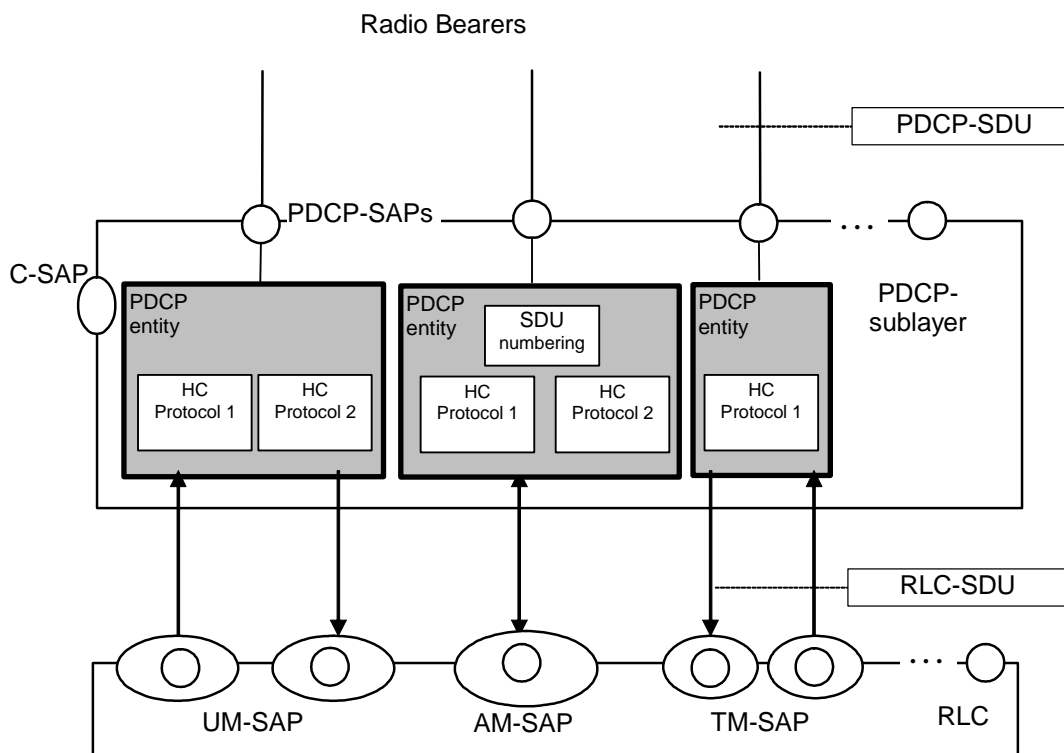 Radio Bearers
PDCP-SDU
PDCP-SAPs
...
C-SAP
PDCP
entity
PDCP
entity
SDU
numbering
PDCP
entity
PDCP-
sublayer
HC
Protocol 1
HC
Protocol 2
HC
Protocol 1
HC
Protocol 2
HC
Protocol 1
RLC-SDU
...
UM-SAP
AM-SAP
TM-SAP
RLC